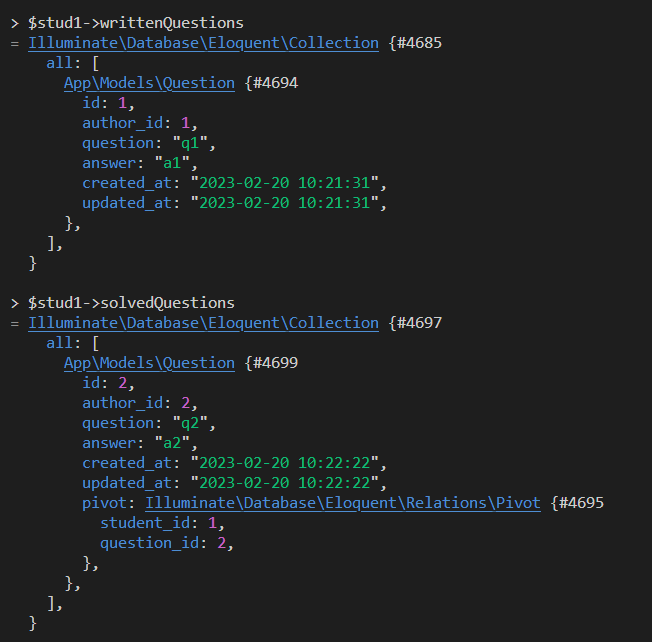 > $stud1->writtenQuestions
= Illuminate\Database\Eloquent\Collection {#4685
    all: [
      App\Models\Question {#4694
        id: 1,
        author_id: 1,
        question: "q1",
        answer: "a1",
        created_at: "2023-02-20 10:21:31",
        updated_at: "2023-02-20 10:21:31",
      },
    ],
  }
> $stud1->solvedQuestions
= Illuminate\Database\Eloquent\Collection {#4697
    all: [
      App\Models\Question {#4699
        id: 2,
        author_id: 2,
        question: "q2",
        answer: "a2",
        created_at: "2023-02-20 10:22:22",
        updated_at: "2023-02-20 10:22:22",
        pivot: Illuminate\Database\Eloquent\Relations\Pivot {#4695
          student_id: 1,
          question_id: 2,
        },
      },
    ],
  }